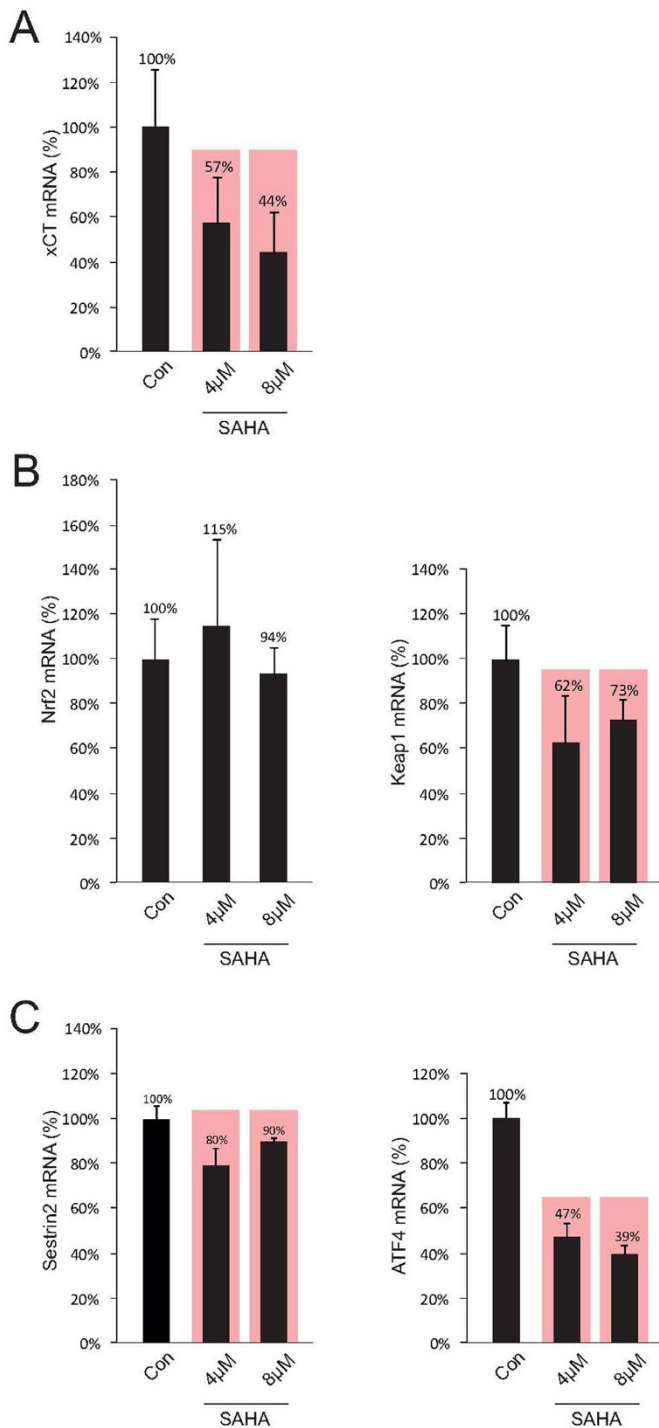 A
xCT mRNA (%)
140%
120%
100%
80%
60%
40%
20%
0%
100%
57%
44%
Con
4µM
8µM
SAHA
B
Nrf2 mRNA (%)
180%
160%
140%
120%
100%
80%
60%
40%
20%
0%
100%
115%
94%
Con
4µM
8µM
SAHA
Keap1 mRNA (%)
140%
120%
100%
80%
60%
40%
20%
0%
100%
62%
73%
Con
4µM
8µM
SAHA
C
Sestrin2 mRNA (%)
140%
120%
100%
80%
60%
40%
20%
0%
100%
80%
90%
Con
4µM
8µM
SAHA
ATF4 mRNA (%)
120%
100%
80%
60%
40%
20%
0%
100%
47%
39%
Con
4µM
8µM
SAHA